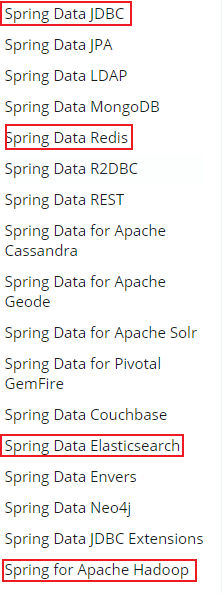 Spring Data JDBC
Spring Data JPA
Spring Data LDAP
Spring Data MongoDB
Spring Data Redis
Spring Data R2DBC
Spring Data REST
Spring Data for Apache
Cassandra
Spring Data for Apache
Geode
Spring Data for Apache Solr
Spring Data for Pivotal
GemFire
Spring Data Couchbase
Spring Data Elasticsearch
Spring Data Envers
Spring Data Neo4j
Spring Data JDBC Extensions
Spring for Apache Hadoop